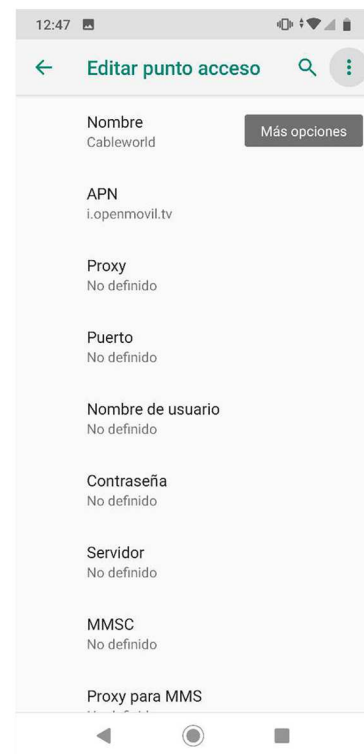 12:47
Editar punto acceso
Nombre
Cableworld
Más opciones
APN
i.openmovil.tv
Proxy
No definido
Puerto
No definido
Nombre de usuario
No definido
Contraseña
No definido
Servidor
No definido
MMSC
No definido
Proxy para MMS